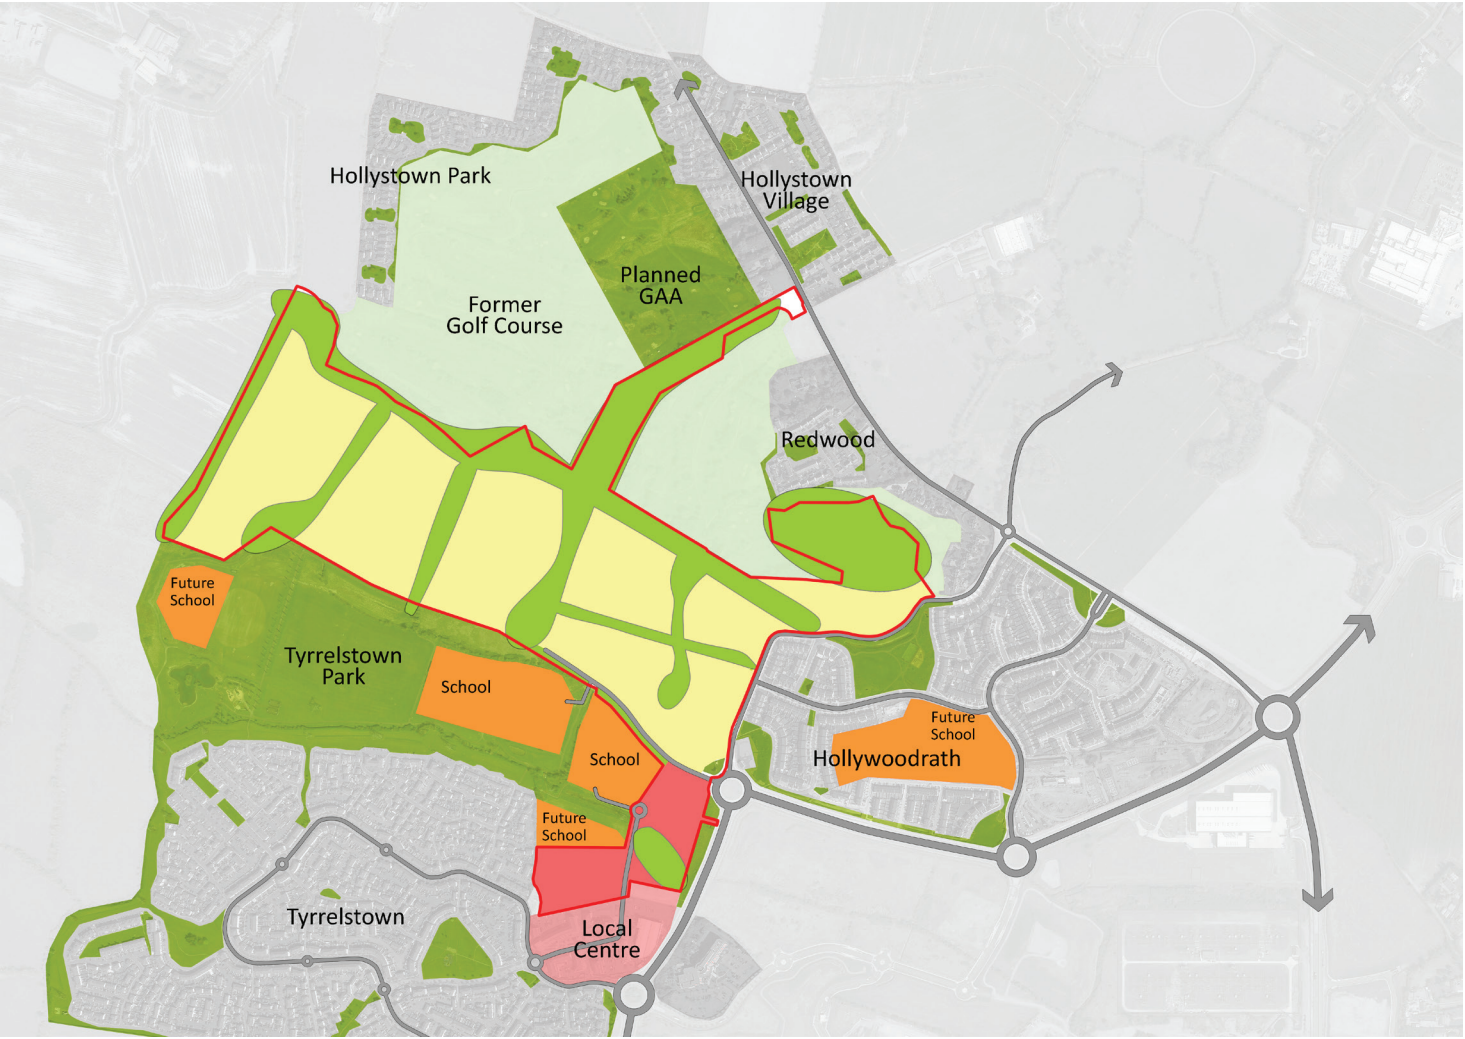 Hollystown Park
Hollystown
Village
Planned
GAA
Former
Golf Course
Redwood
Future
School
Tyrrelstown
Park
School
School
Future
School
Hollywoodrath
Future
School
Tyrrelstown
Local
Centre